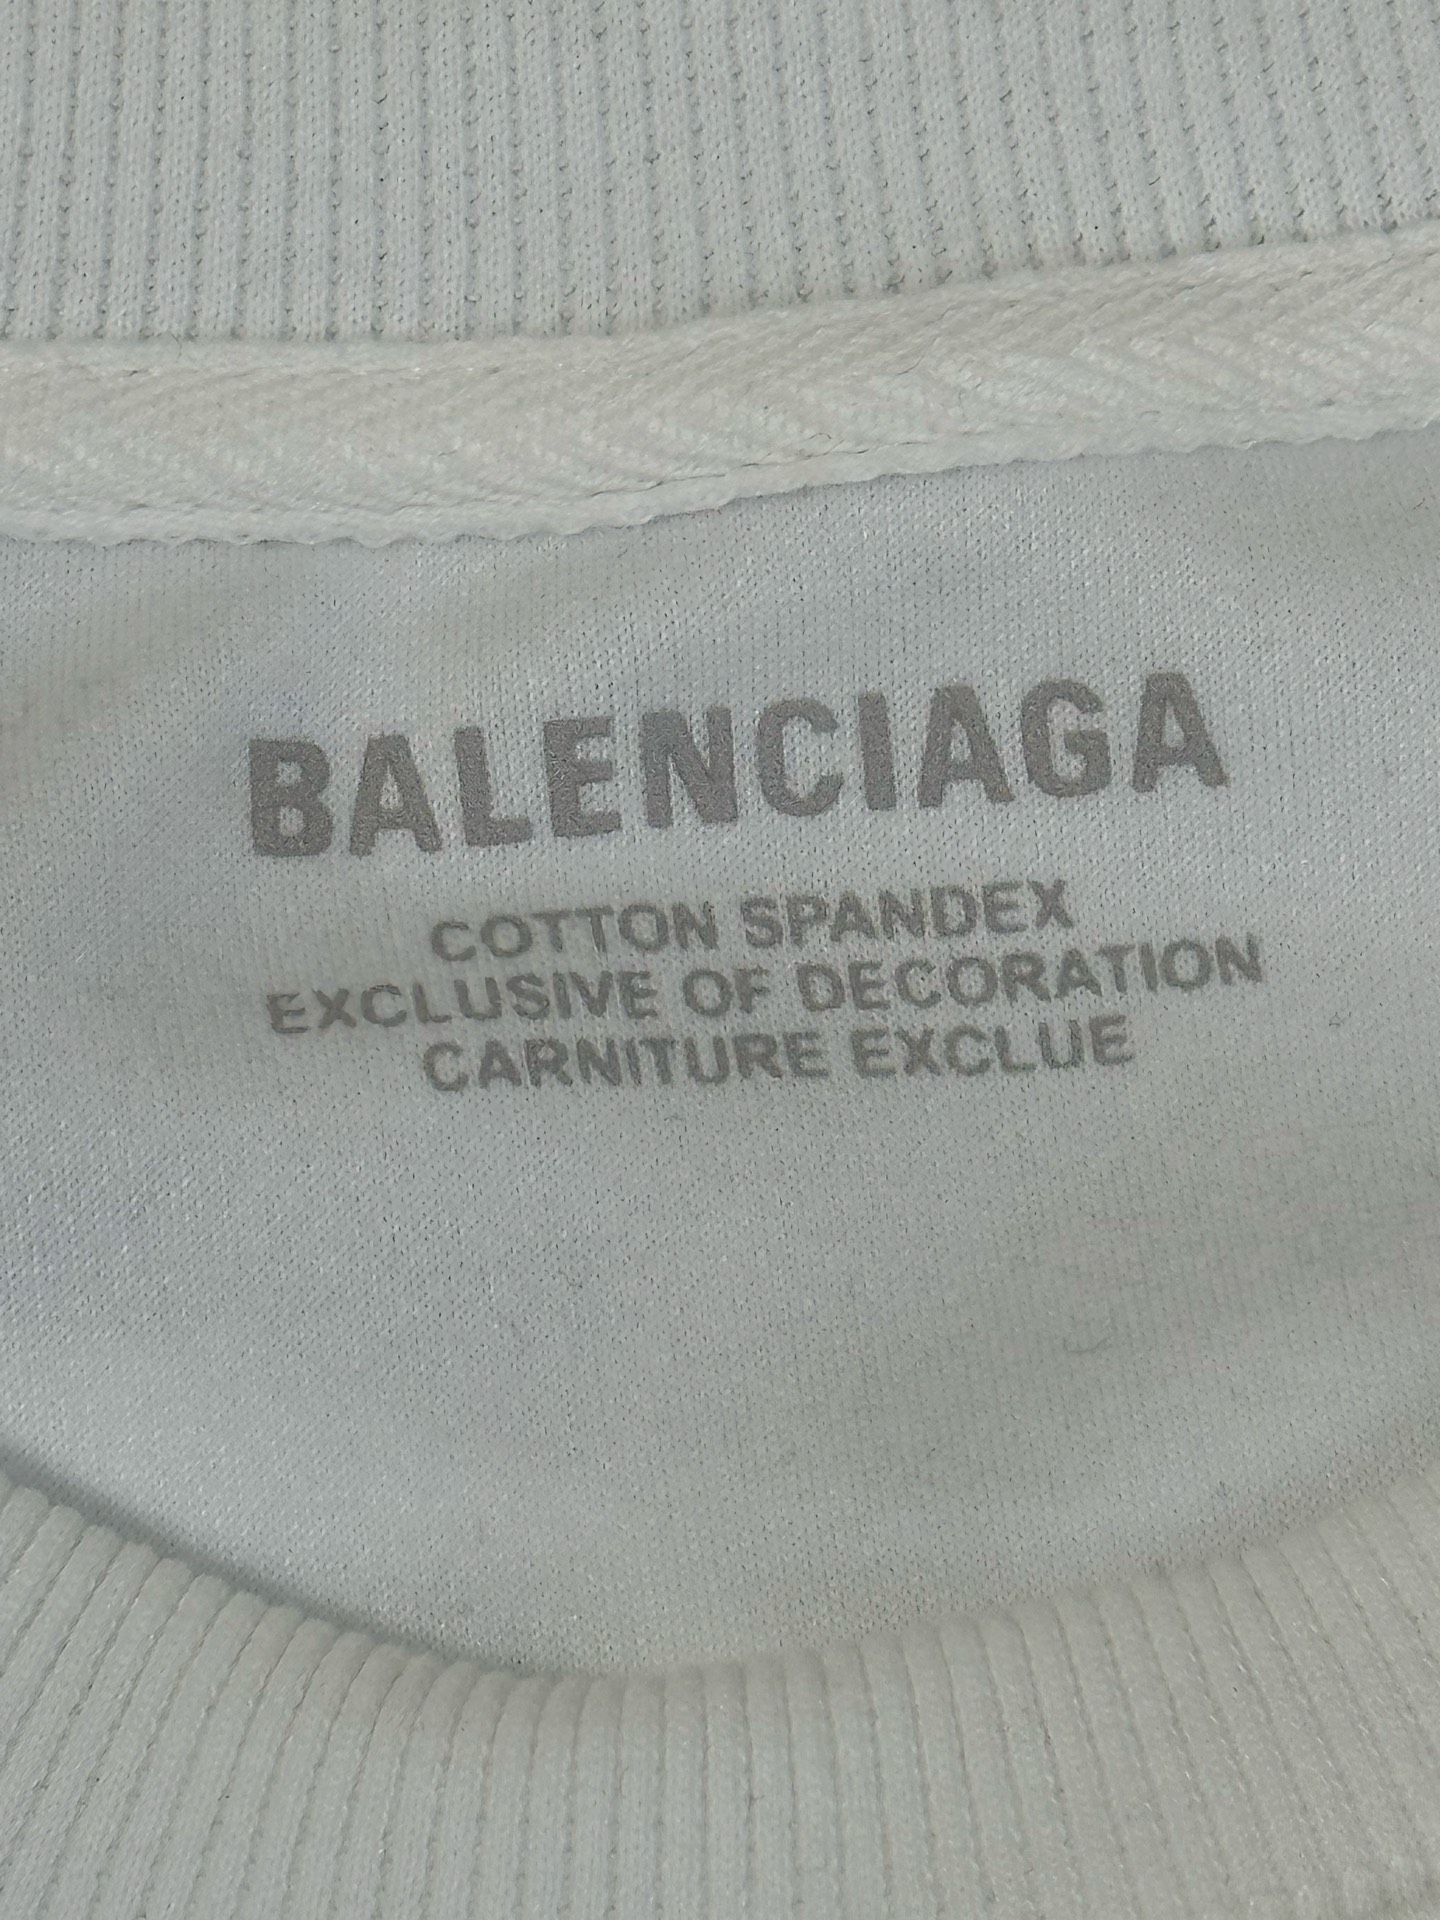 BALENCIAGA
COTTON SPANDEX
EXCLUSIVE OF DECORATION
CARNITURE EXCLUE